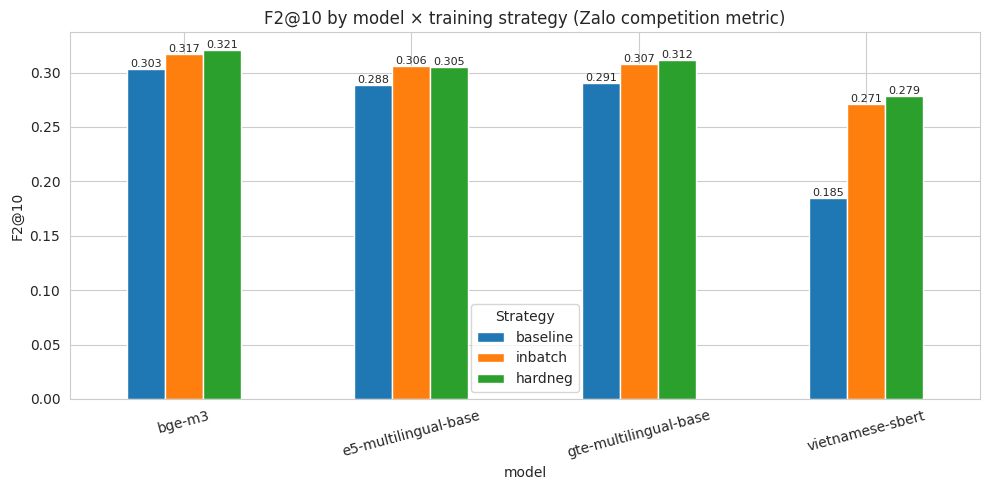 F2@10 by model × training strategy (Zalo competition metric)
F2@10
0.30
0.25
0.20
0.15
0.10
0.05
0.00
0.303
0.317
0.321
0.288
0.306
0.305
0.291
0.307
0.312
0.185
0.271
0.279
Strategy
baseline
inbatch
hardneg
bge-m3
e5-multilingual-base
gte-multilingual-base
vietnamese-sbert
model